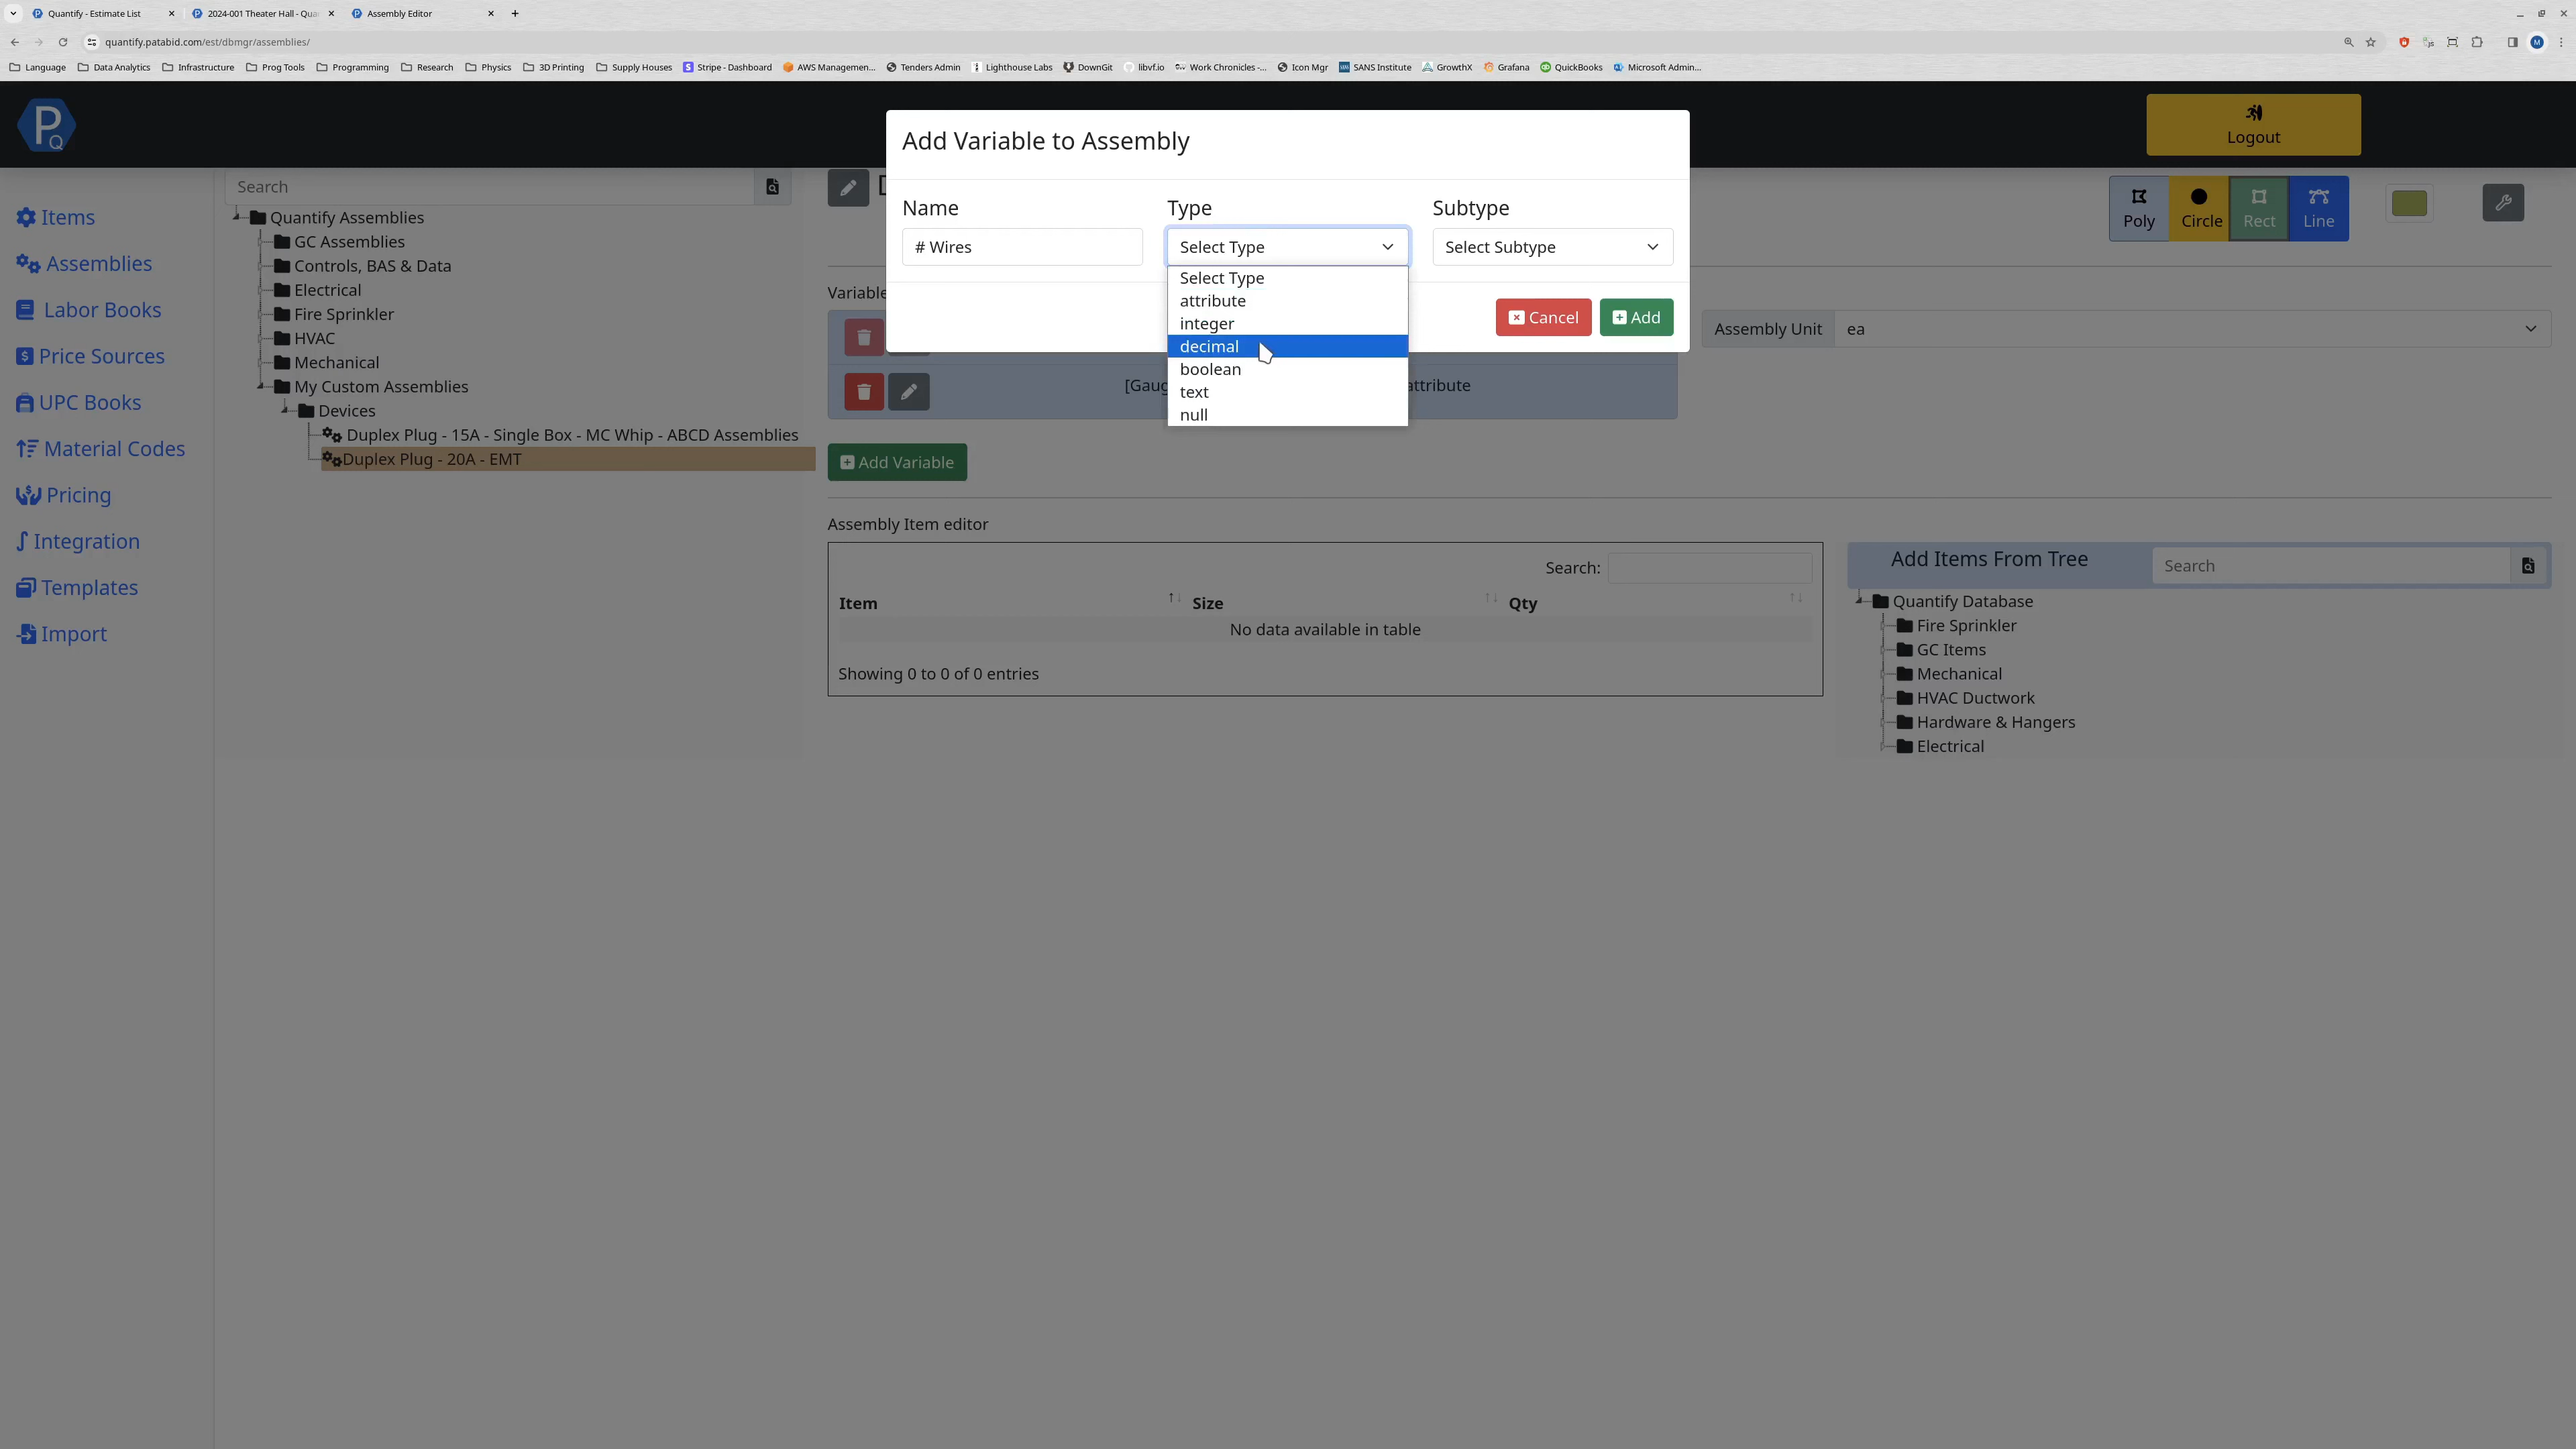 Quantify - Estimate List
2024-001 Theater Hall - Qua
Assembly Editor
quantify.patabid.com/est/dbmgr/assemblies/
Language
Data Analytics
Infrastructure
Prog Tools
Programming
Research
Physics
3D Printing
Supply Houses
Stripe - Dashboard
AWS Managemen...
Tenders Admin
Lighthouse Labs
DownGit
libvf.io
Work Chronicles -...
Icon Mgr
SANS Institute
GrowthX
Grafana
QuickBooks
Microsoft Admin...
M
PQ
Logout
Items
Assemblies
Labor Books
Price Sources
UPC Books
Material Codes
Pricing
Integration
Templates
Import
Search
Quantify Assemblies
GC Assemblies
Controls, BAS & Data
Electrical
Fire Sprinkler
HVAC
Mechanical
My Custom Assemblies
Devices
Duplex Plug - 15A - Single Box - MC Whip - ABCD Assemblies
Duplex Plug - 20A - EMT
Add Variable to Assembly
Name
Type
Subtype
# Wires
Select Type
Select Subtype
Select Type
attribute
integer
decimal
boolean
text
null
Cancel
Add
Poly
Circle
Rect
Line
Variable
Assembly Unit
ea
[Gaug
attribute
Add Variable
Assembly Item editor
Search:
Item
Size
Qty
No data available in table
Showing 0 to 0 of 0 entries
Add Items From Tree
Search
Quantify Database
Fire Sprinkler
GC Items
Mechanical
HVAC Ductwork
Hardware & Hangers
Electrical